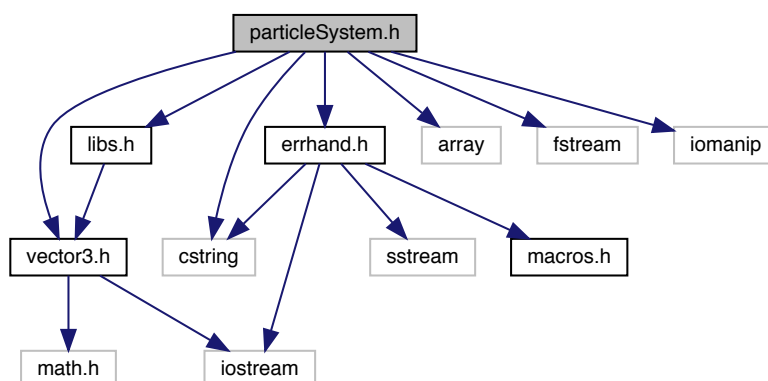 particleSystem.h
libs.h
errhand.h
array
fstream
iomanip
vector3.h
cstring
sstream
macros.h
math.h
iostream